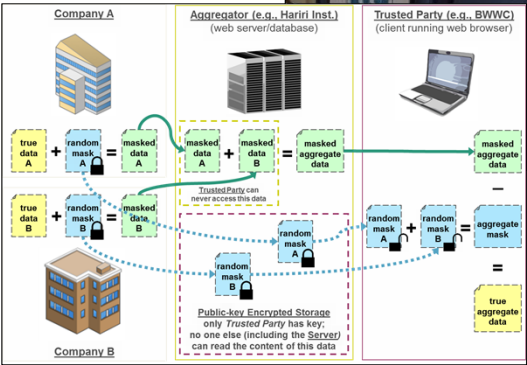 Company A
Aggregator (e.g., Hariri Inst.)
(web server/database)
Trusted Party (e.g., BWWC)
(client running web browser)
true
data
A
+
random
mask
A
=
masked
data
A
masked
data
A
+
masked
data
B
=
masked
aggregate
data
masked
aggregate
data
Trusted Party can
never access this data
true
data
B
+
random
mask
B
=
masked
data
B
random
mask
A
random
mask
B
random
mask
A
+
random
mask
B
=
aggregate
mask
–
=
true
aggregate
data
Public-key Encrypted Storage
only Trusted Party has key;
no one else (including the Server)
can read the content of this data
Company B